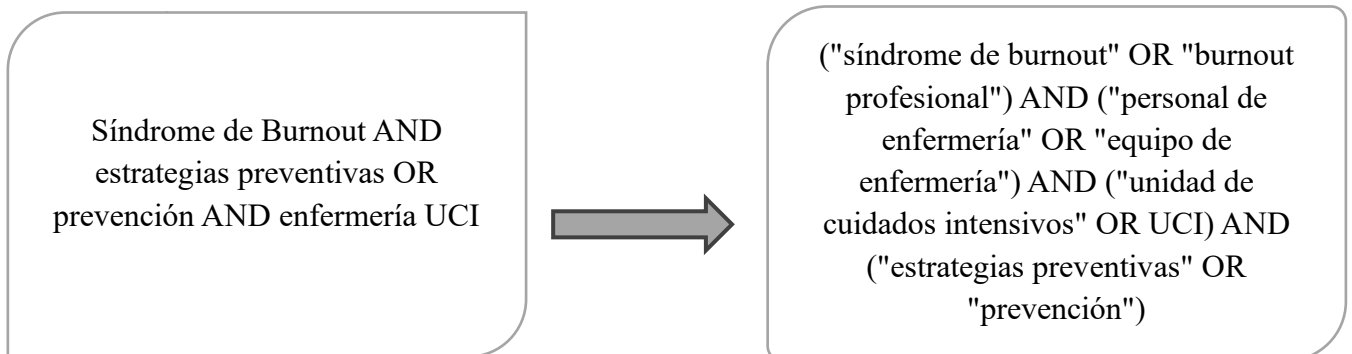 Síndrome de Burnout AND
estrategias preventivas OR
prevención AND enfermería UCI
("síndrome de burnout" OR "burnout
profesional") AND ("personal de
enfermería" OR "equipo de
enfermería") AND ("unidad de
cuidados intensivos" OR UCI) AND
("estrategias preventivas" OR
"prevención")